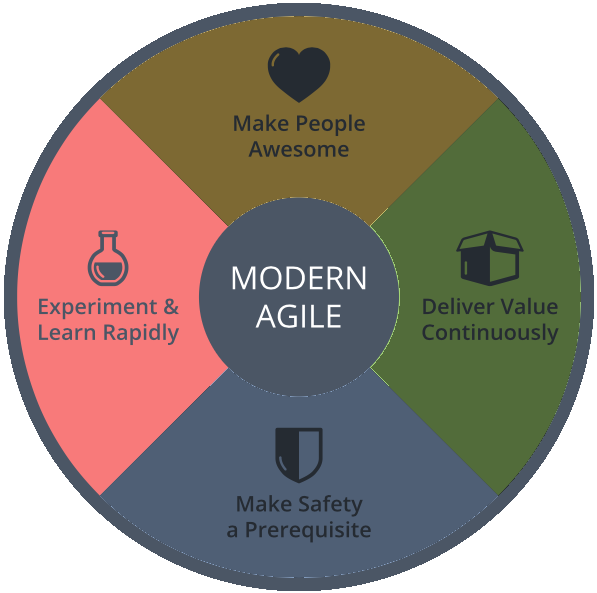 Make People
Awesome
Experiment &
Learn Rapidly
MODERN
AGILE
Deliver Value
Continuously
Make Safety
a Prerequisite